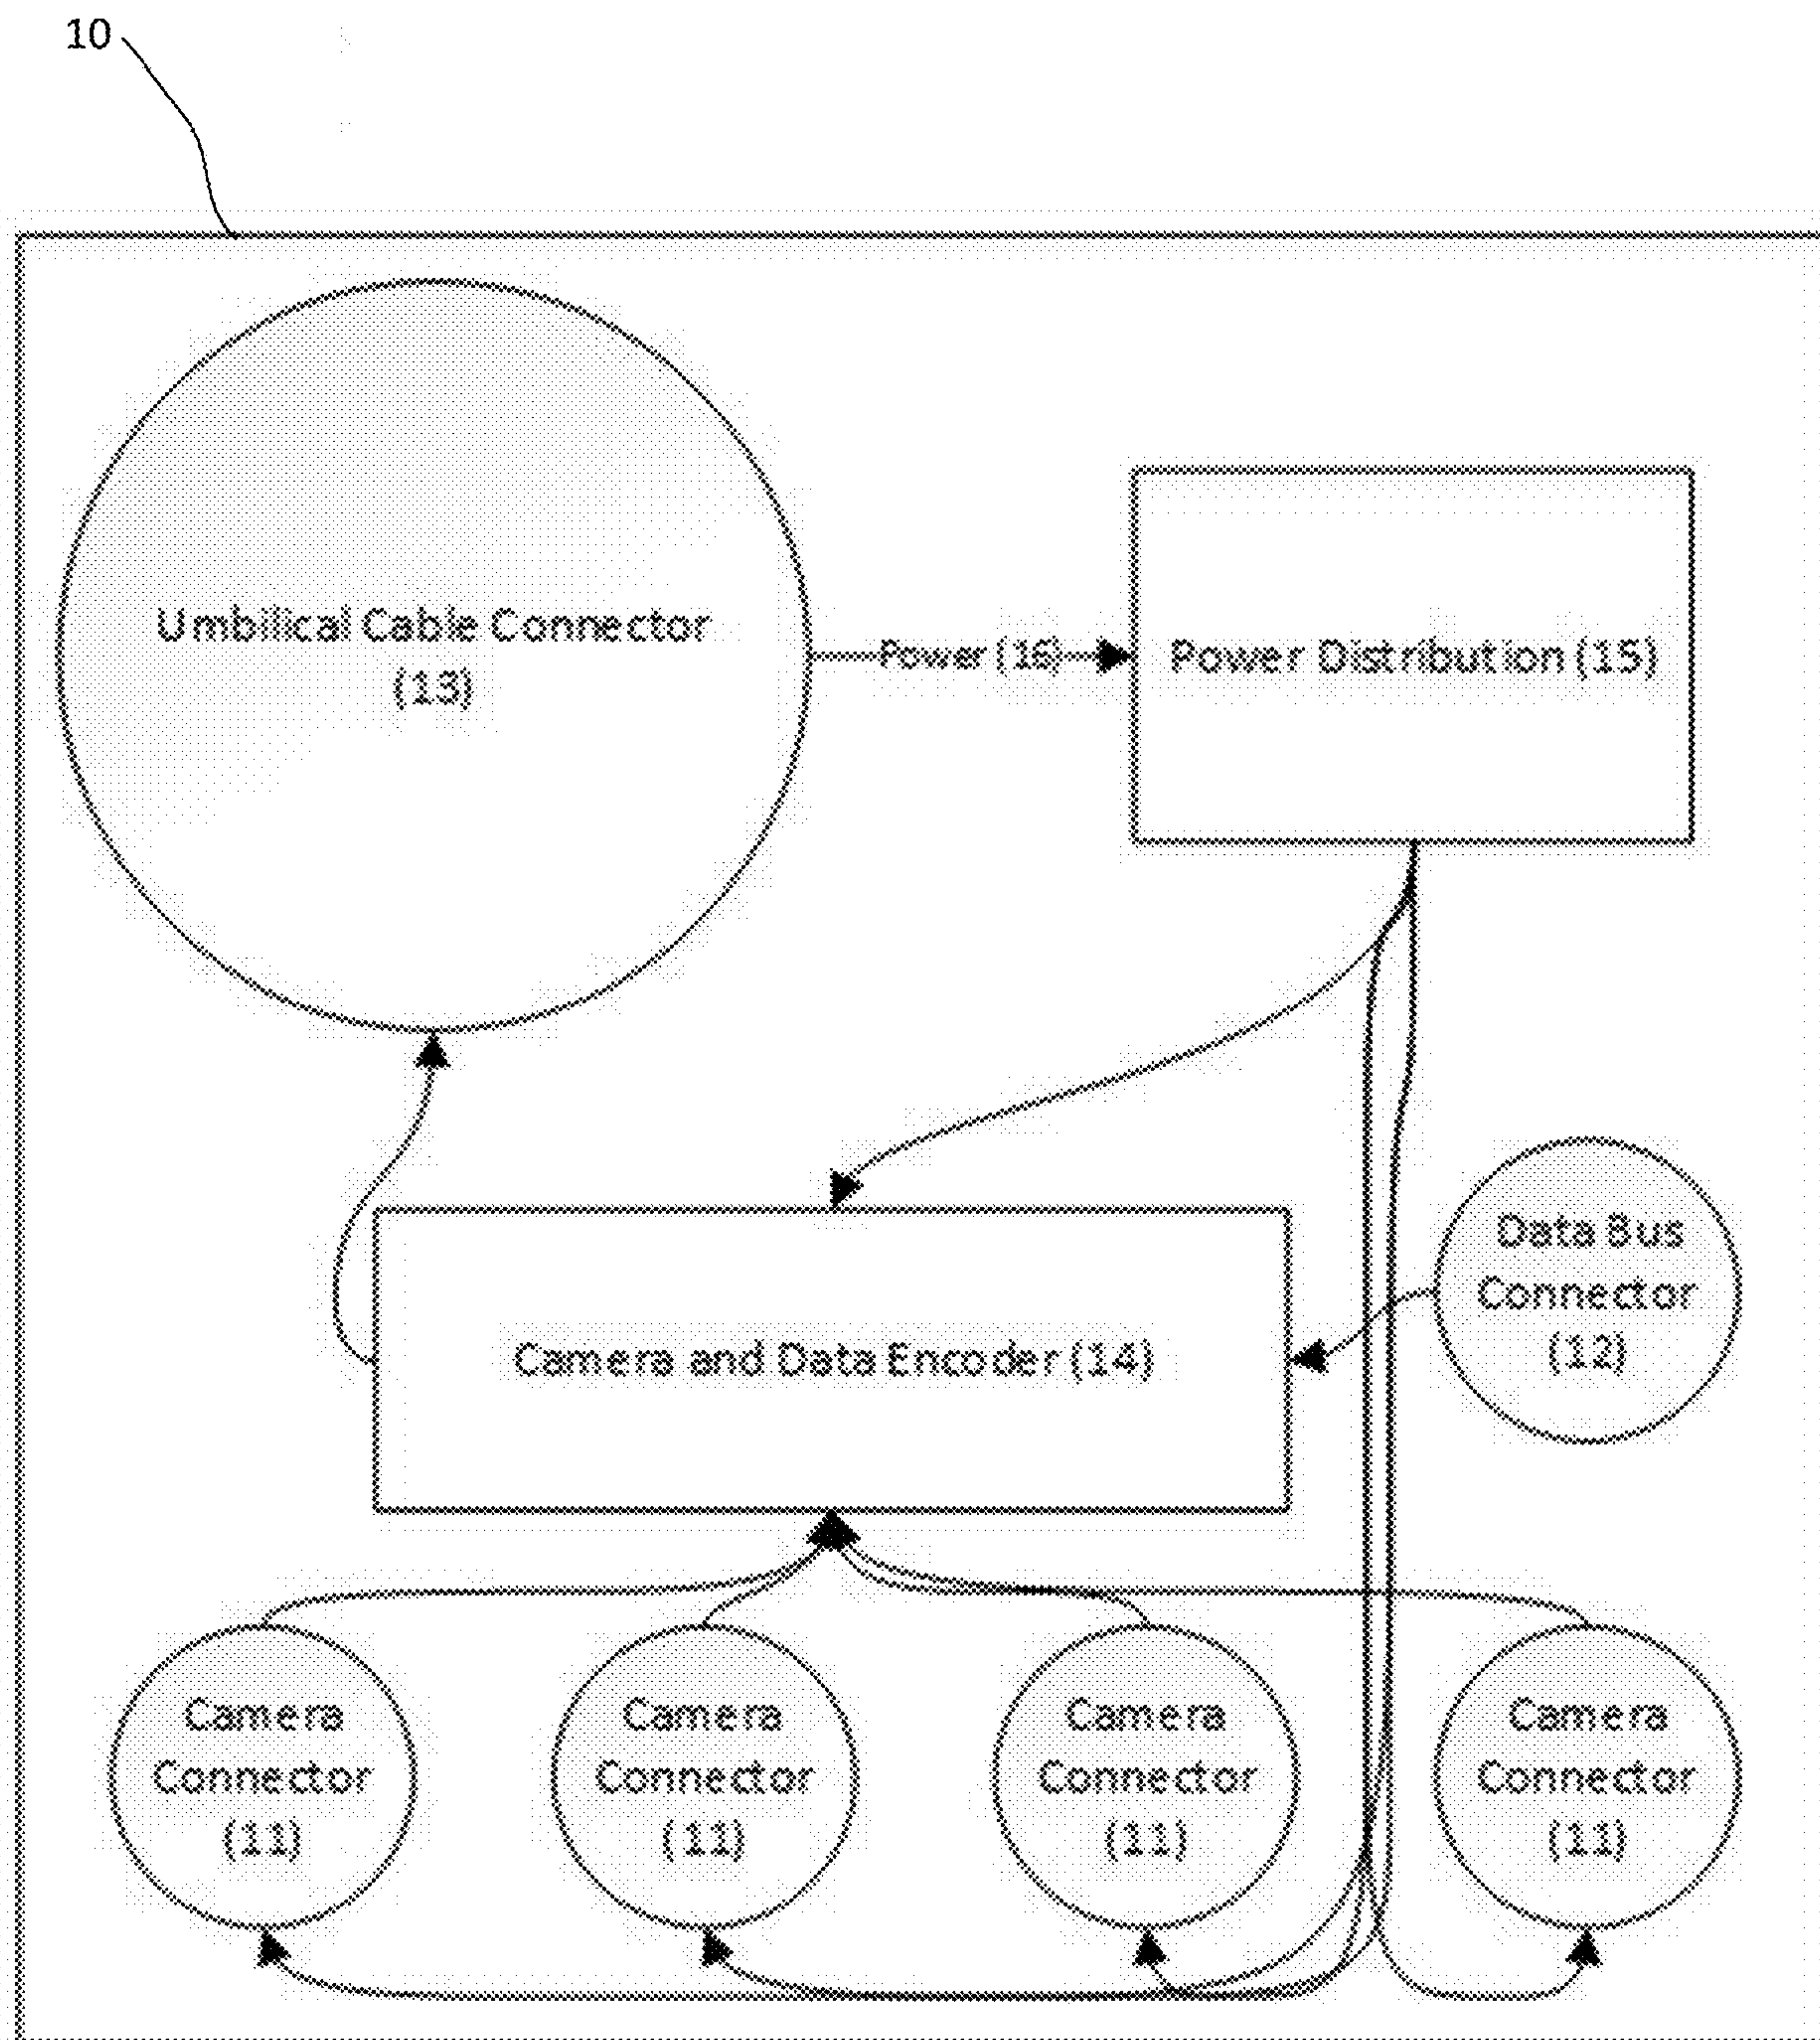 10
Umbilical Cable Connector
(13)
Power (16)
Power Distribution (15)
Data Bus
Connector
(12)
Camera and Data Encoder (14)
Camera
Connector
(11)
Camera
Connector
(11)
Camera
Connector
(11)
Camera
Connector
(11)